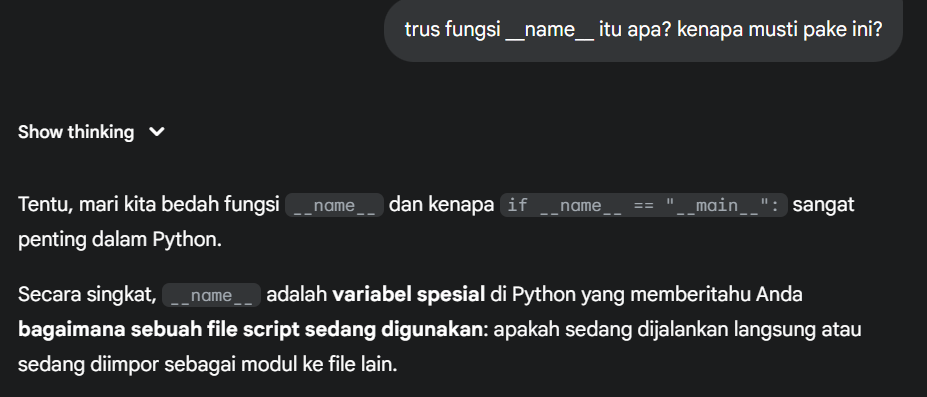 trus fungsi __name__ itu apa? kenapa musti pake ini?
Show thinking
Tentu, mari kita bedah fungsi __name__ dan kenapa if __name__ == "__main__": sangat
penting dalam Python.
Secara singkat, __name__ adalah variabel spesial di Python yang memberitahu Anda
bagaimana sebuah file script sedang digunakan: apakah sedang dijalankan langsung atau
sedang diimpor sebagai modul ke file lain.